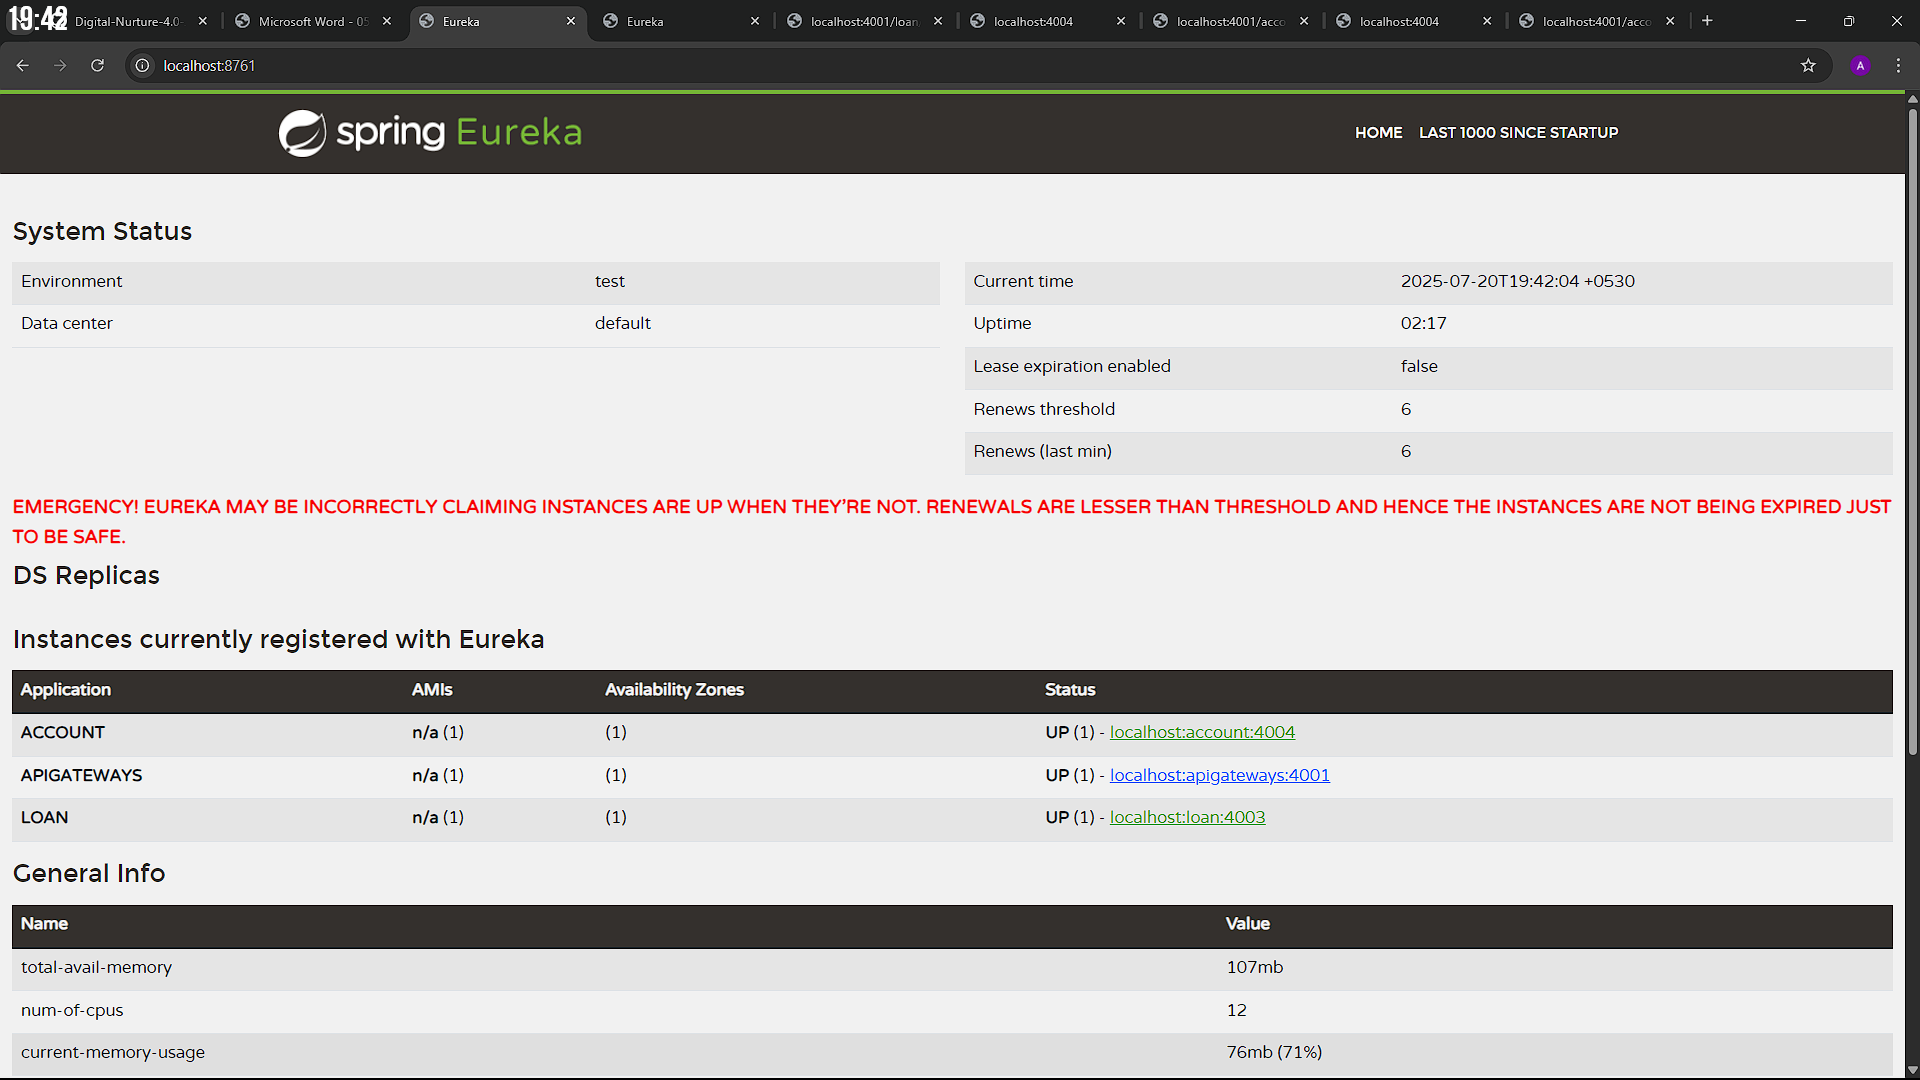 19:42
Digital-Nurture-4.0-
Microsoft Word - 05
Eureka
Eureka
localhost:4001/loan
localhost:4004
localhost:4001/acco
localhost:4004
localhost:4001/acco
localhost:8761
A
spring Eureka
HOME LAST 1000 SINCE STARTUP
System Status
Environment test
Data center default
Current time 2025-07-20T19:42:04 +0530
Uptime 02:17
Lease expiration enabled false
Renews threshold 6
Renews (last min) 6
EMERGENCY! EUREKA MAY BE INCORRECTLY CLAIMING INSTANCES ARE UP WHEN THEY'RE NOT. RENEWALS ARE LESSER THAN THRESHOLD AND HENCE THE INSTANCES ARE NOT BEING EXPIRED JUST
TO BE SAFE.
DS Replicas
Instances currently registered with Eureka
Application AMIs Availability Zones Status
ACCOUNT n/a (1) (1) UP (1) - localhost:account:4004
APIGATEWAYS n/a (1) (1) UP (1) - localhost:apigateways:4001
LOAN n/a (1) (1) UP (1) - localhost:loan:4003
General Info
Name Value
total-avail-memory 107mb
num-of-cpus 12
current-memory-usage 76mb (71%)